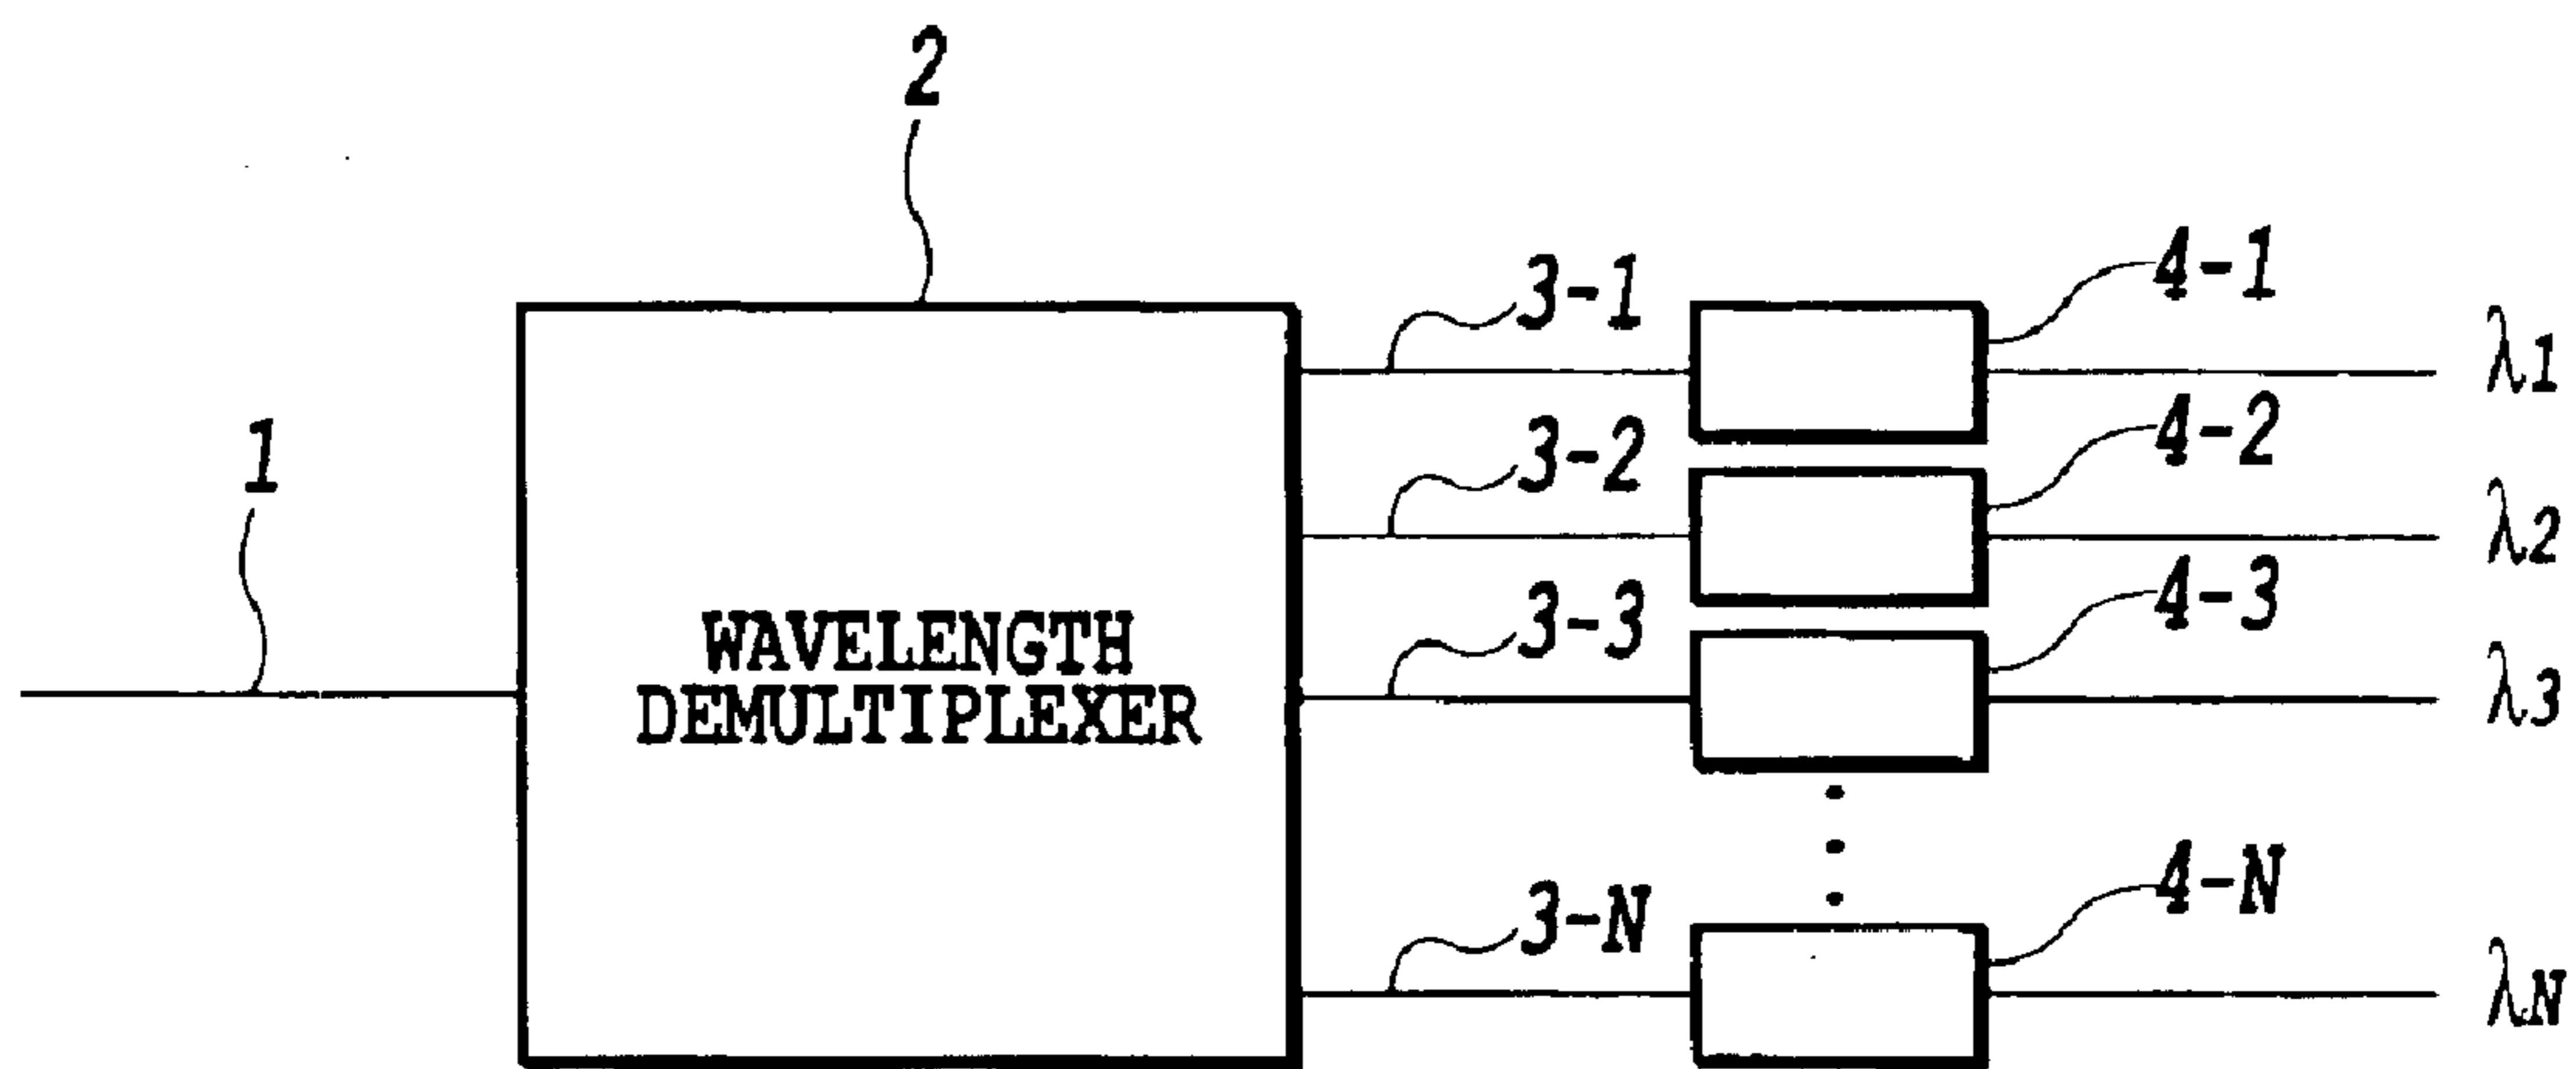 2
4-1
3-1
λ1
4-2
3-2
1
λ2
4-3
3-3
WAVELENGTH
DEMULTIPLEXER
λ3
4-N
3-N
λN